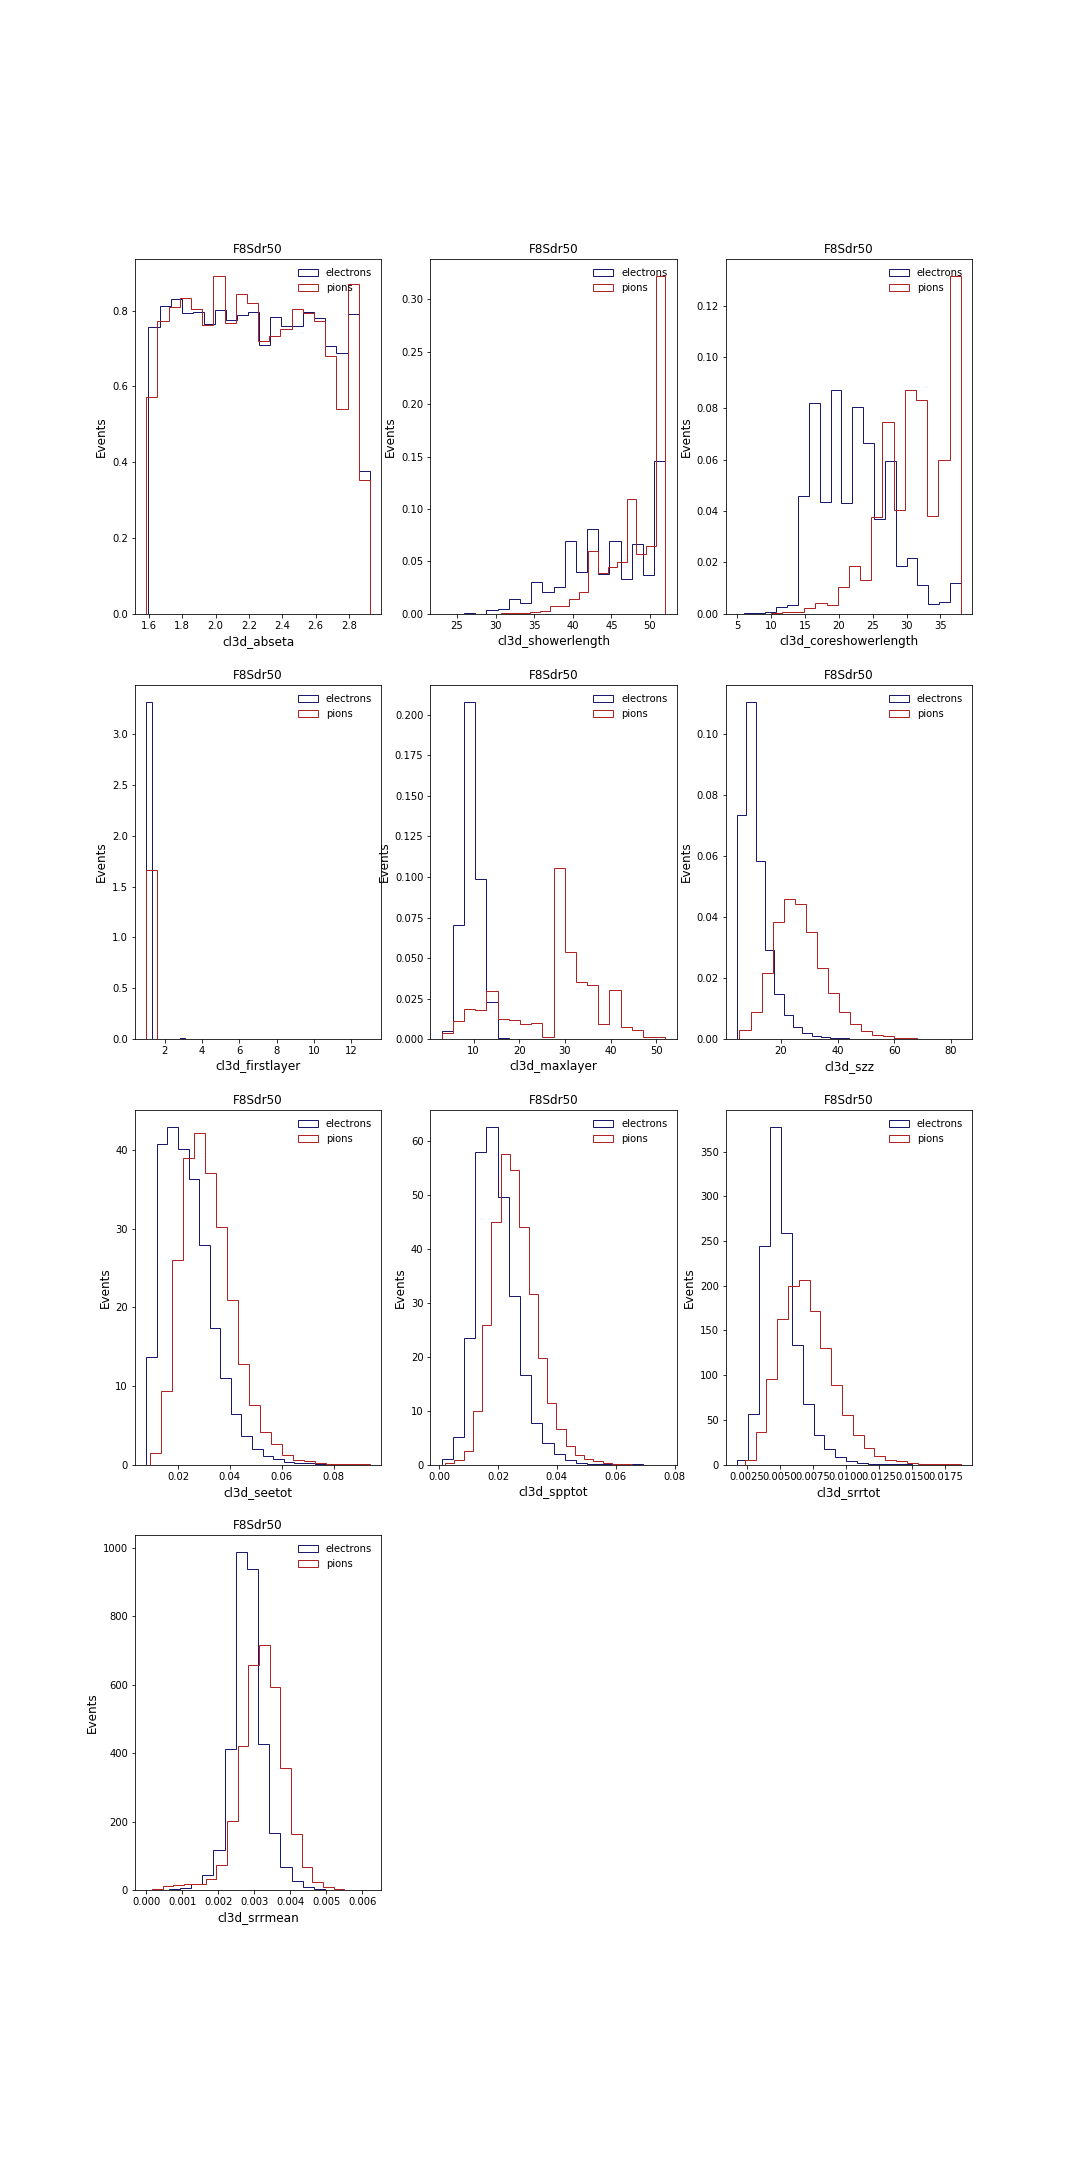 F8Sdr50 F8Sdr50 F8Sdr50
electrons electrons electrons
pions pions pions
0.8 0.30 0.12
0.25 0.10
0.6 0.20 0.08
Events Events Events
0.4 0.15 0.06
0.10 0.04
0.2 0.05 0.02
0.0 0.00 0.00
1.6 1.8 2.0 2.2 2.4 2.6 2.8 25 30 35 40 45 50 5 10 15 20 25 30 35
cl3d_abseta cl3d_showerlength cl3d_coreshowerlength
F8Sdr50 F8Sdr50 F8Sdr50
electrons electrons electrons
pions pions pions
3.0 0.200 0.10
2.5 0.175
0.150 0.08
2.0 0.125
Events Events Events
0.06
1.5 0.100
1.0 0.075 0.04
0.050
0.5 0.025 0.02
0.0 0.000 0.00
2 4 6 8 10 12 10 20 30 40 50 20 40 60 80
cl3d_firstlayer cl3d_maxlayer cl3d_szz
F8Sdr50 F8Sdr50 F8Sdr50
electrons electrons electrons
pions pions pions
40 60 350
50 300
30 40 250
Events Events Events
20 30 200
150
20 100
10 10 50
0 0 0
0.02 0.04 0.06 0.08 0.00 0.02 0.04 0.06 0.08 0.0025 0.0050 0.0075 0.0100 0.0125 0.0150 0.0175
cl3d_seetot cl3d_spptot cl3d_srrtot
F8Sdr50
electrons
pions
1000
800
600
Events
400
200
0
0.000 0.001 0.002 0.003 0.004 0.005 0.006
cl3d_srrmean